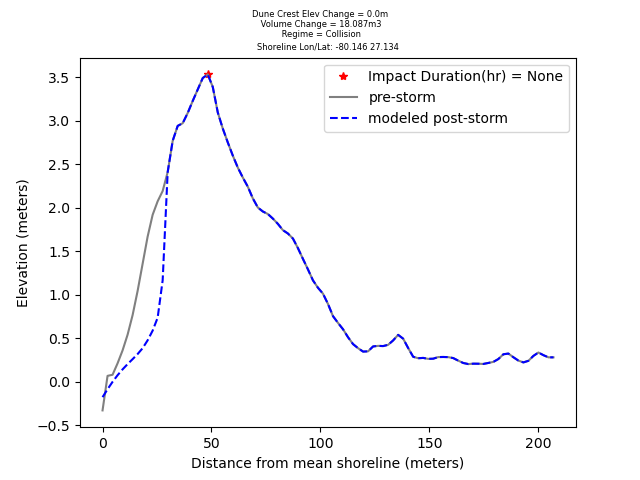 Dune Crest Elev Change = 0.0m
Volume Change = 18.087m3
Regime = Collision
Shoreline Lon/Lat: -80.146 27.134
Impact Duration(hr) = None
pre-storm
modeled post-storm
Elevation (meters)
3.5
3.0
2.5
2.0
1.5
1.0
0.5
0.0
−0.5
0
50
100
150
200
Distance from mean shoreline (meters)